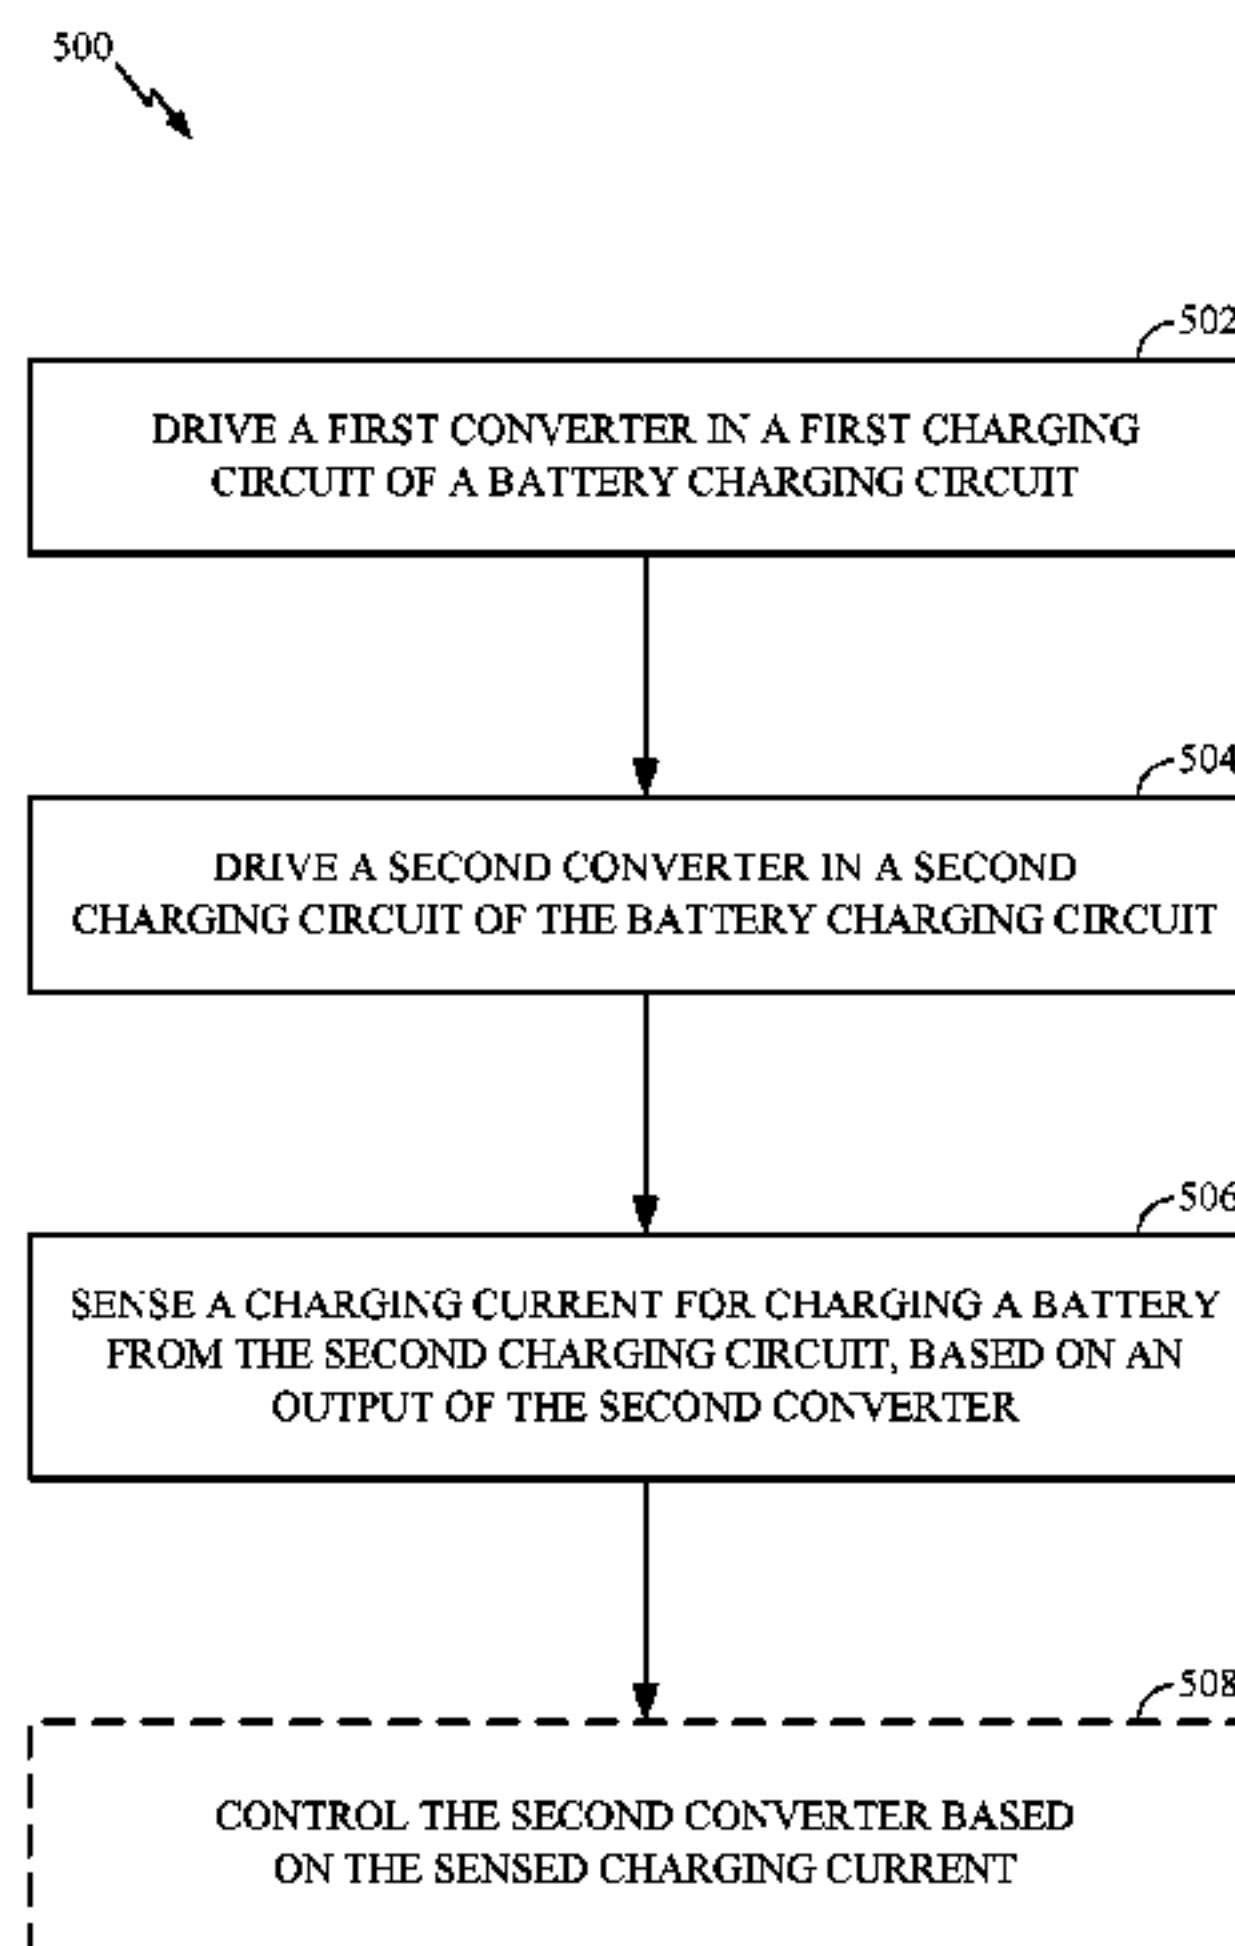 500
502
DRIVE A FIRST CONVERTER IN A FIRST CHARGING
CIRCUIT OF A BATTERY CHARGING CIRCUIT
504
DRIVE A SECOND CONVERTER IN A SECOND
CHARGING CIRCUIT OF THE BATTERY CHARGING CIRCUIT
506
SENSE A CHARGING CURRENT FOR CHARGING A BATTERY
FROM THE SECOND CHARGING CIRCUIT, BASED ON AN
OUTPUT OF THE SECOND CONVERTER
508
CONTROL THE SECOND CONVERTER BASED
ON THE SENSED CHARGING CURRENT